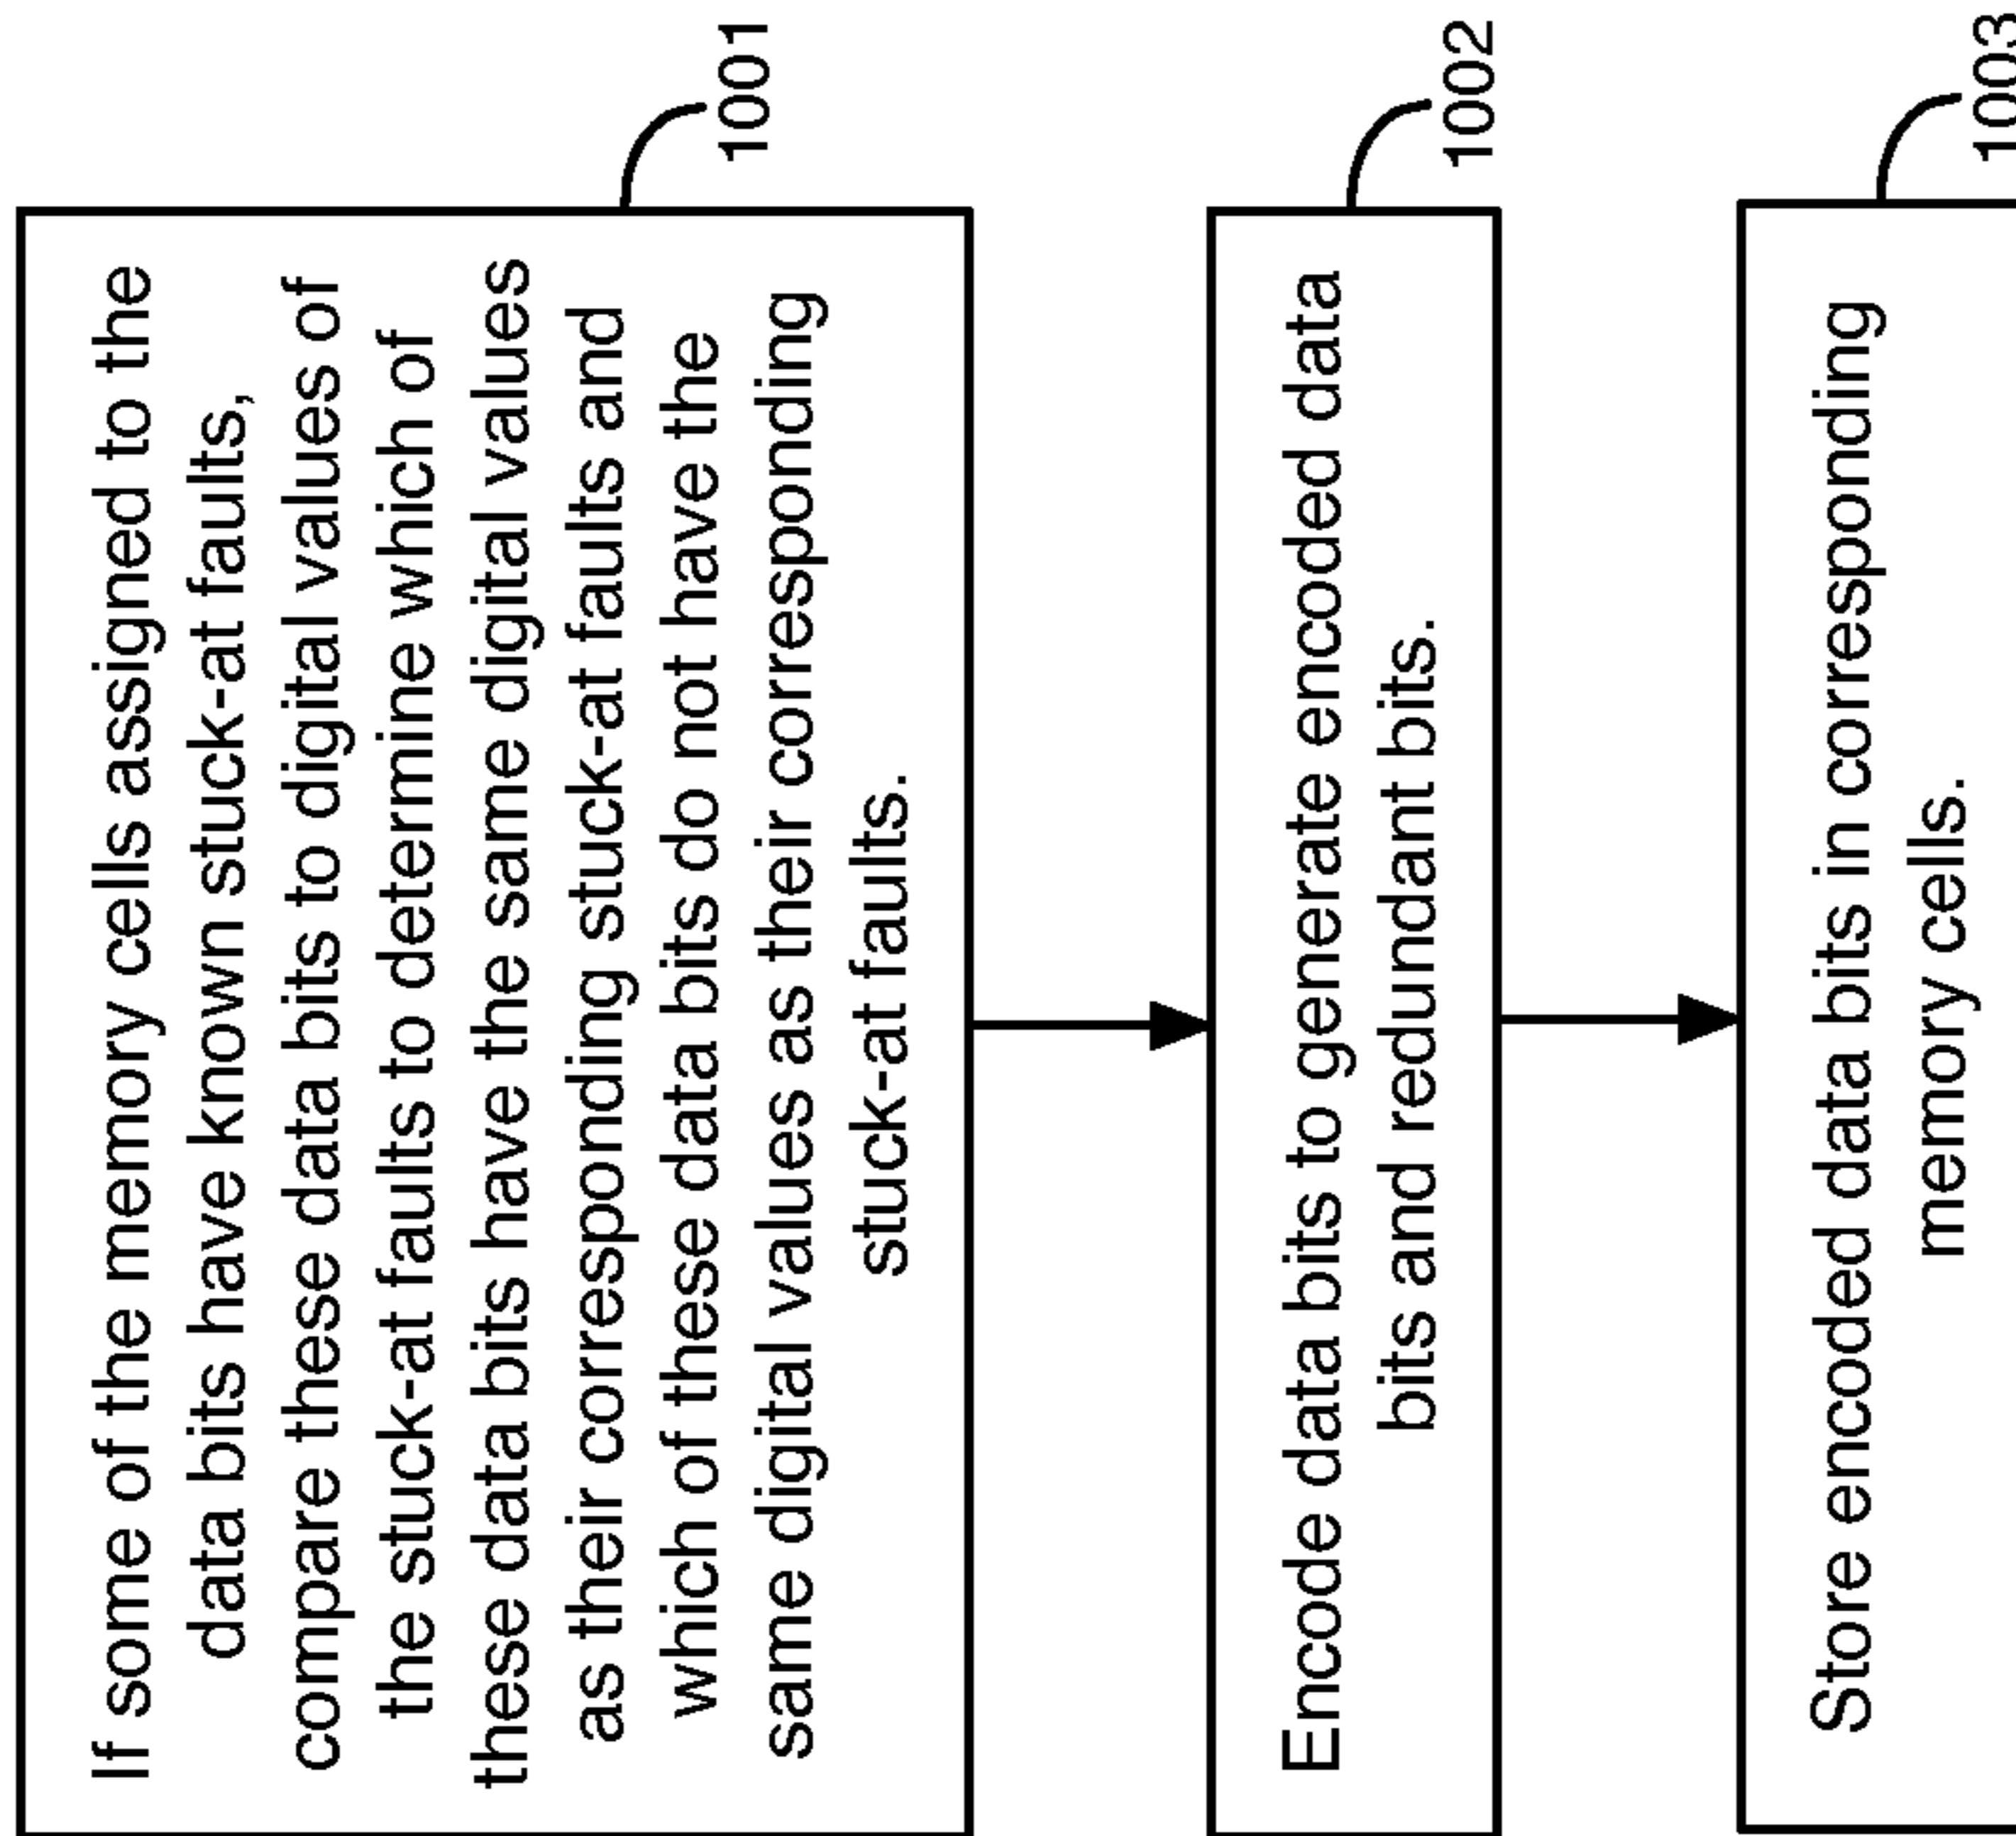 If some of the memory cells assigned to the
data bits have known stuck-at faults,
compare these data bits to digital values of
the stuck-at faults to determine which of
these data bits have the same digital values
as their corresponding stuck-at faults and
which of these data bits do not have the
same digital values as their corresponding
stuck-at faults.
1001
Encode data bits to generate encoded data
bits and redundant bits.
1002
Store encoded data bits in corresponding
memory cells.
1003